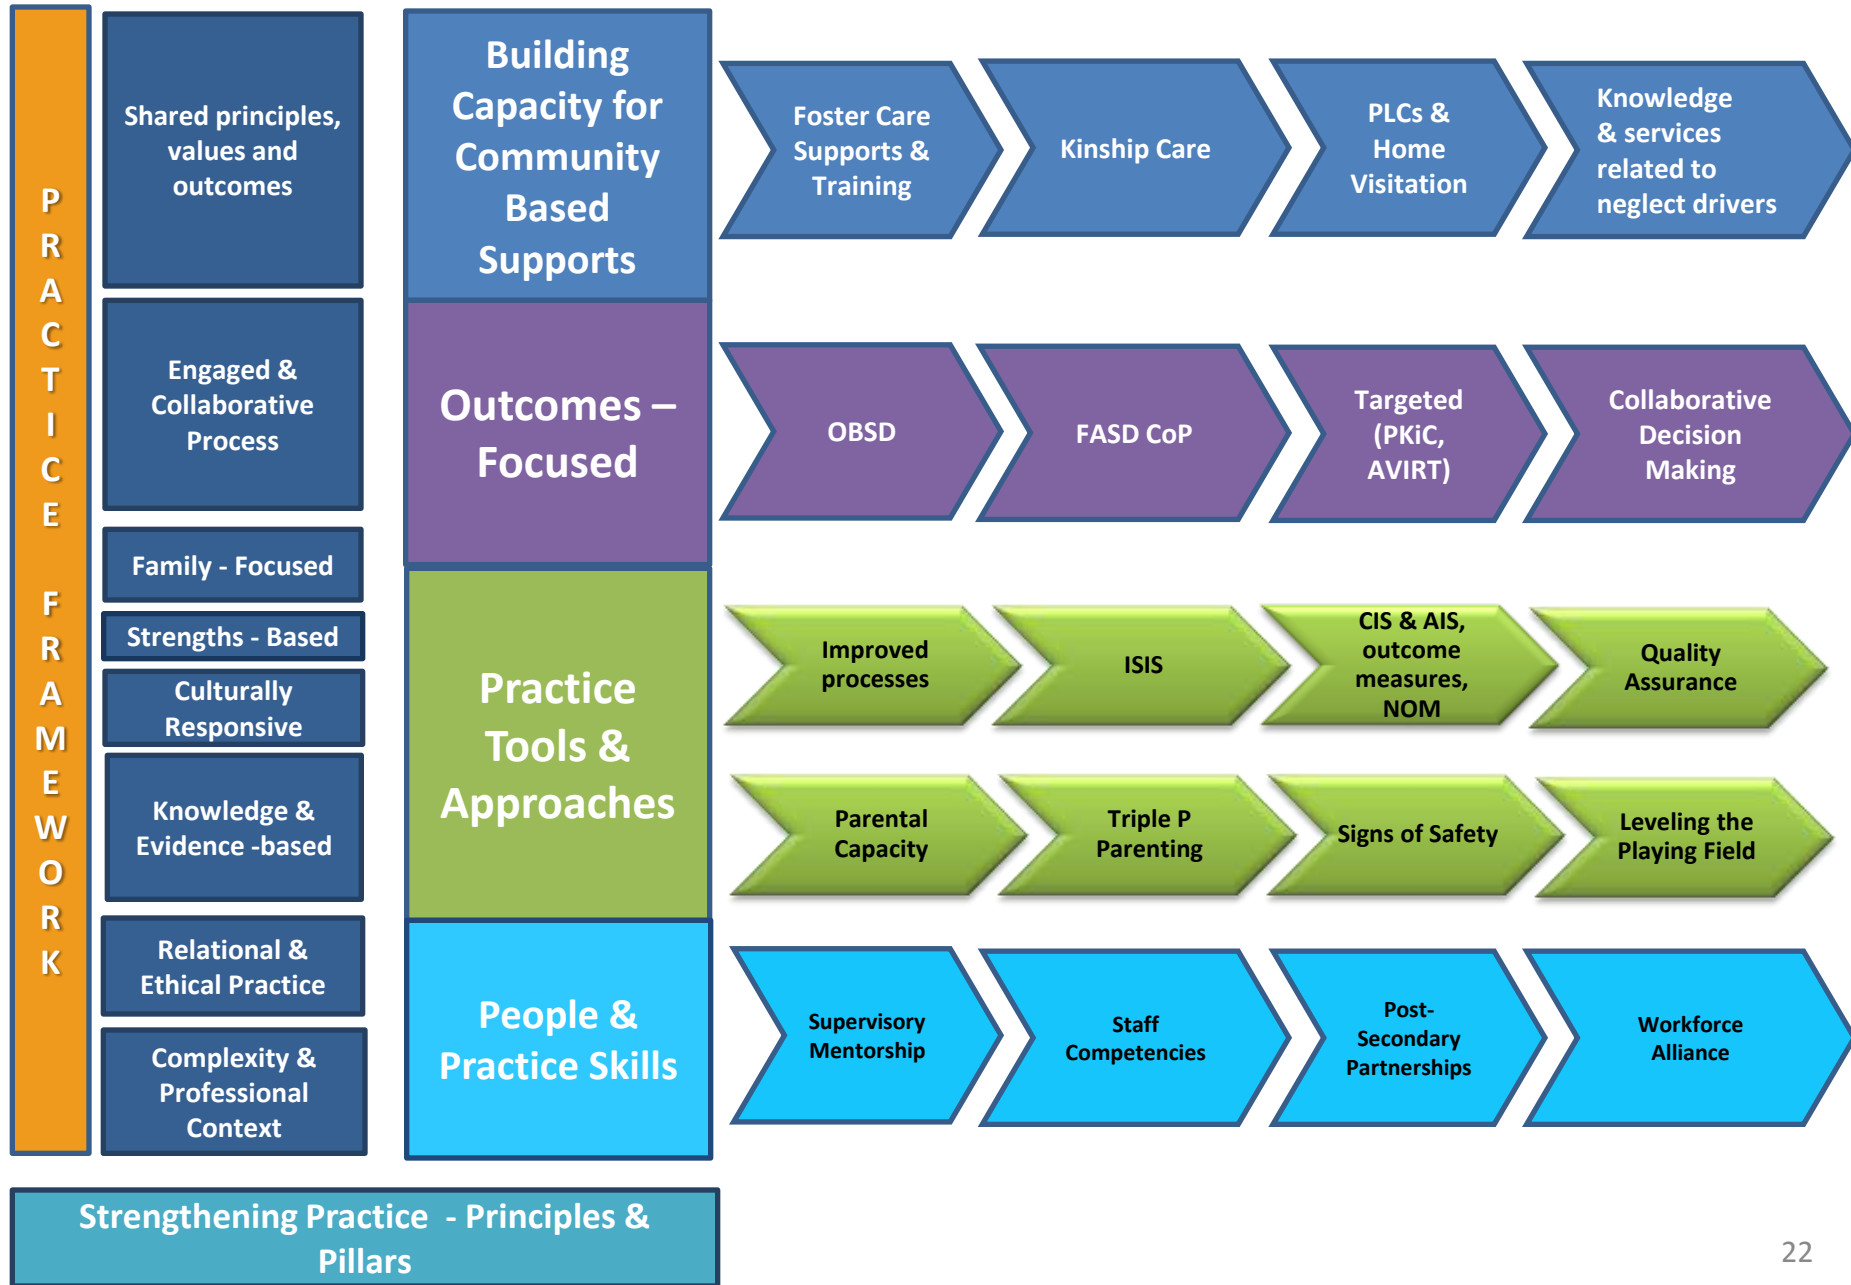 P
R
A
C
T
I
C
E
F
R
A
M
E
W
O
R
K
Shared principles,
values and
outcomes
Engaged &
Collaborative
Process
Family - Focused
Strengths - Based
Culturally
Responsive
Knowledge &
Evidence -based
Relational &
Ethical Practice
Complexity &
Professional
Context
Building
Capacity for
Community
Based
Supports
Foster Care
Supports &
Training
Kinship Care
PLCs &
Home
Visitation
Knowledge
& services
related to
neglect drivers
Outcomes –
Focused
OBSD
FASD CoP
Targeted
(PKiC,
AVIRT)
Collaborative
Decision
Making
Practice
Tools &
Approaches
Improved
processes
ISIS
CIS & AIS,
outcome
measures,
NOM
Quality
Assurance
Parental
Capacity
Triple P
Parenting
Signs of Safety
Leveling the
Playing Field
People &
Practice Skills
Supervisory
Mentorship
Staff
Competencies
Post-
Secondary
Partnerships
Workforce
Alliance
Strengthening Practice  - Principles &
Pillars
22